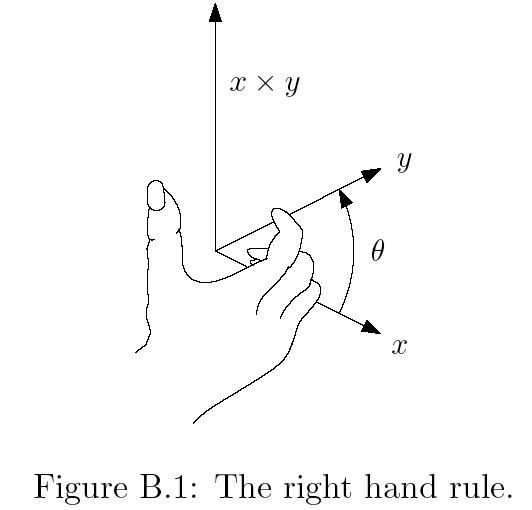 x × y
y
θ
x
Figure B.1: The right hand rule.